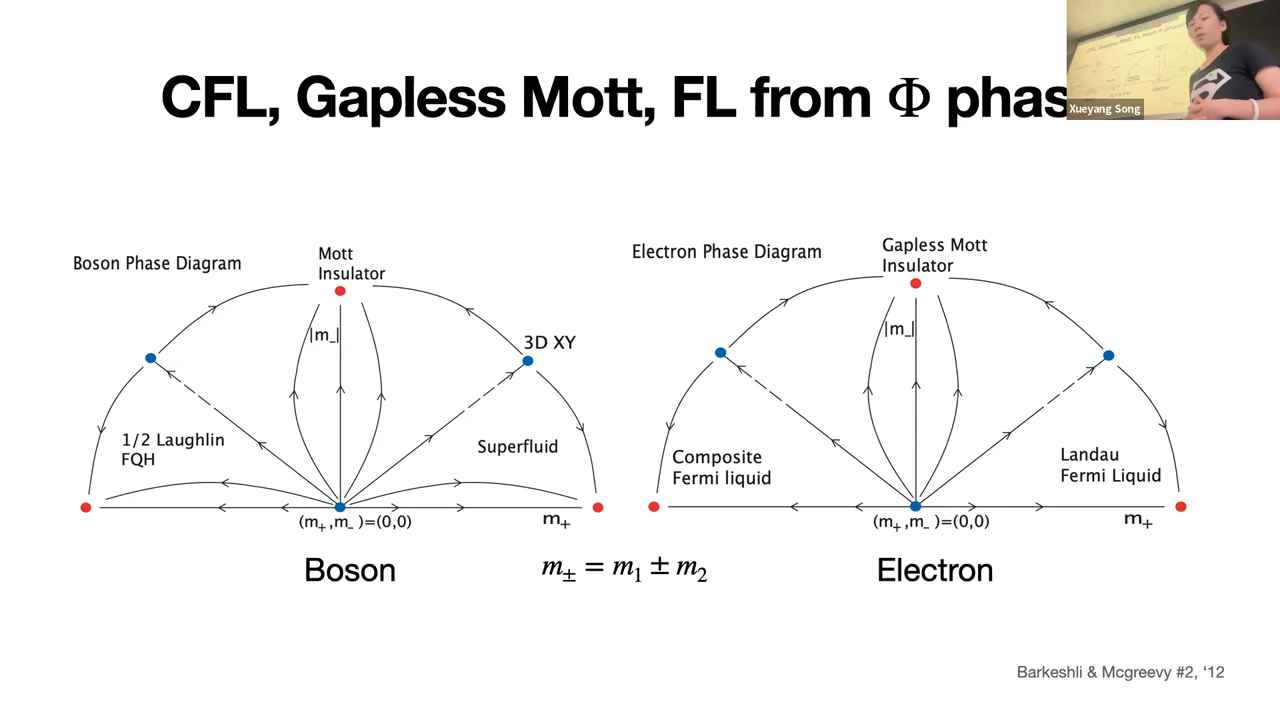 CFL, Gapless Mott, FL from Φ phas
Xueyang Song
Boson Phase Diagram
Mott
Insulator
|m_|
3D XY
1/2 Laughlin
FQH
Superfluid
(m₊,m₋)=(0,0)
m₊
Boson
Electron Phase Diagram
Gapless Mott
Insulator
|m_|
Composite
Fermi liquid
Landau
Fermi Liquid
(m₊,m₋)=(0,0)
m₊
Electron
m± = m₁ ± m₂
Barkeshli & Mcgreevy #2, ‘12